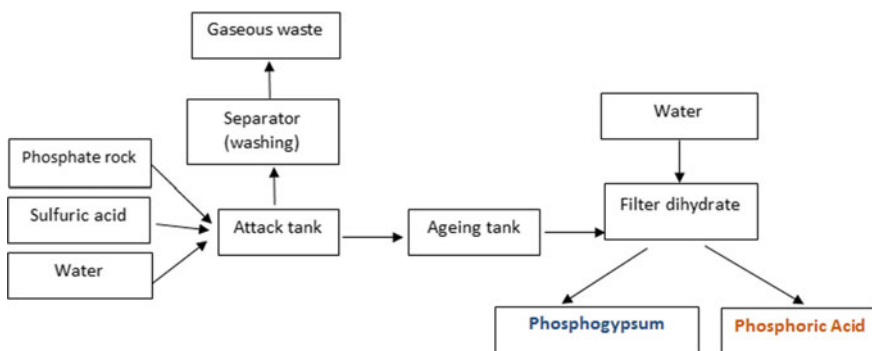 Gaseous waste
Separator
(washing)
Water
Phosphate rock
Sulfuric acid
Water
Attack tank
Ageing tank
Filter dihydrate
Phosphogypsum
Phosphoric Acid